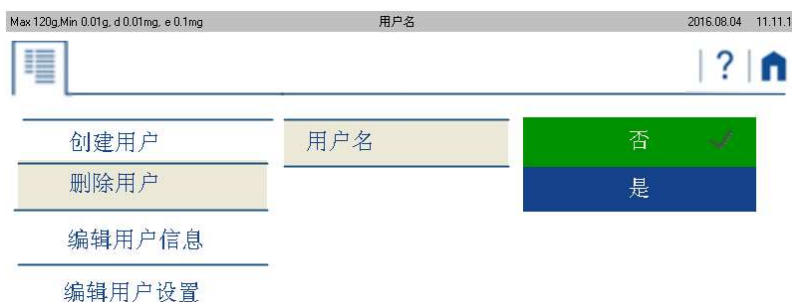 Max 120g,Min 0.01g, d 0.01mg, e 0.1mg 用户名 2016.08.04 11.11.1
?
创建用户 用户名 否
删除用户 是
编辑用户信息
编辑用户设置